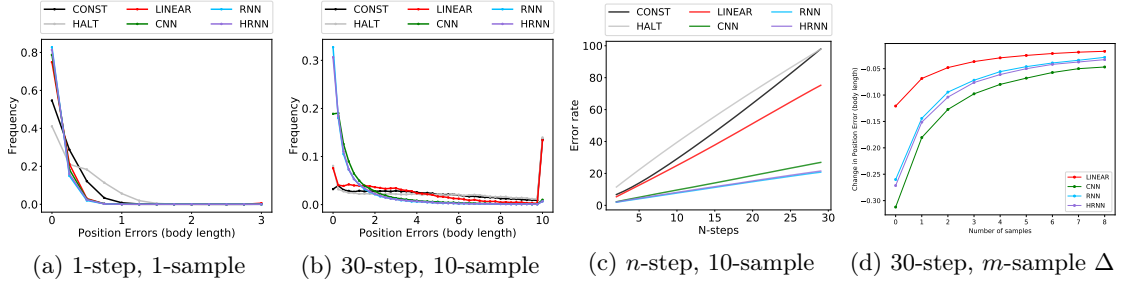 CONST LINEAR RNN
HALT CNN HRNN
Frequency
0.8
0.6
0.4
0.2
0.0
0 1 2 3
Position Errors (body length)
(a) 1-step, 1-sample
CONST LINEAR RNN
HALT CNN HRNN
Frequency
0.3
0.2
0.1
0.0
0 2 4 6 8 10
Position Errors (body length)
(b) 30-step, 10-sample
CONST LINEAR RNN
HALT CNN HRNN
Error rate
100
80
60
40
20
0
5 10 15 20 25 30
N-steps
(c) n-step, 10-sample
Change in Position Error (body length)
−0.05
−0.10
−0.15
−0.20
−0.25
−0.30
LINEAR
CNN
RNN
HRNN
0 1 2 3 4 5 6 7 8
Number of samples
(d) 30-step, m-sample Δ